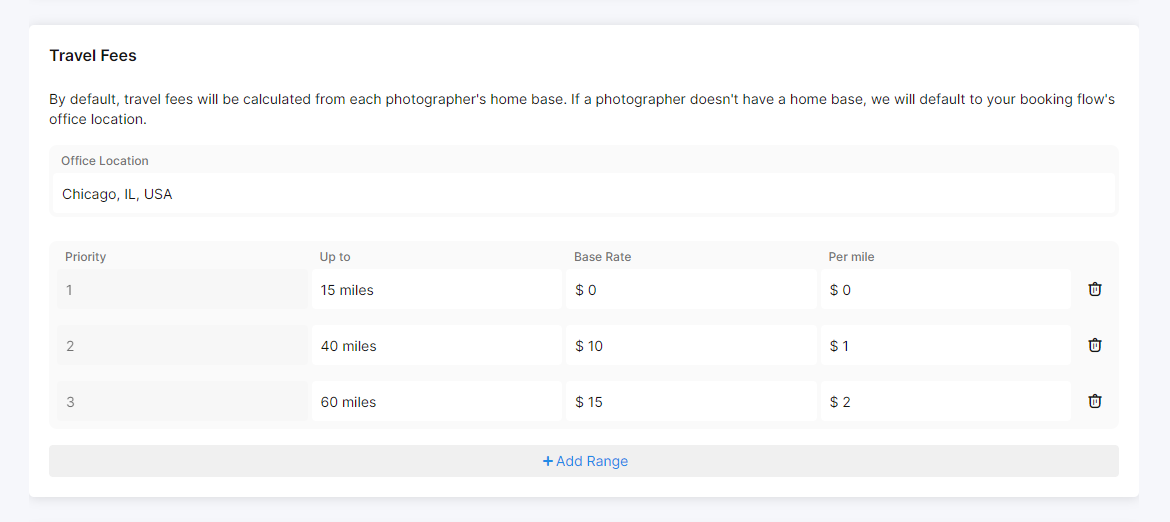 Travel Fees
By default, travel fees will be calculated from each photographer's home base. If a photographer doesn't have a home base, we will default to your booking flow's
office location.
Office Location
Chicago, IL, USA
Priority Up to Base Rate Per mile
1 15 miles $ 0 $ 0
2 40 miles $ 10 $ 1
3 60 miles $ 15 $ 2
+ Add Range